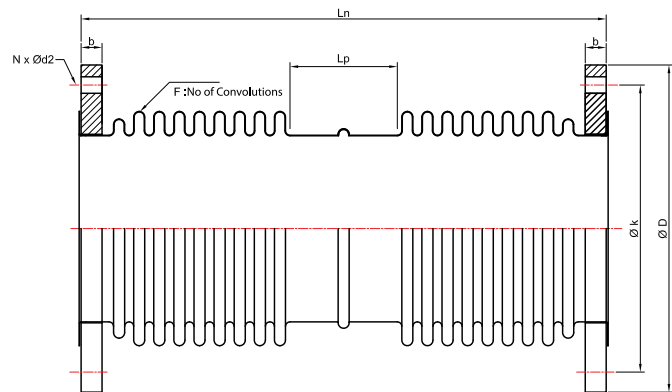 Ln
b
b
N x Ød2
Lp
F :No of Convolutions
Ø k
Ø D